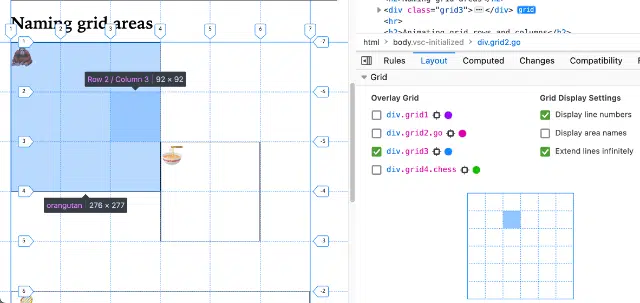 Naming grid areas
1 2 3 4 5 6 7
1 -7
Row 2 / Column 3 92 × 92
2 -6
3 -5
4 -4
orangutan 276 × 277
5 -3
6 -2
<div class="grid3"> </div> grid
<hr>
<h2>Animating grid rows and columns</h2>
html body.vsc-initialized div.grid2.go
Rules Layout Computed Changes Compatibility
Grid
Overlay Grid
div.grid1
div.grid2.go
div.grid3
div.grid4.chess
Grid Display Settings
Display line numbers
Display area names
Extend lines infinitely